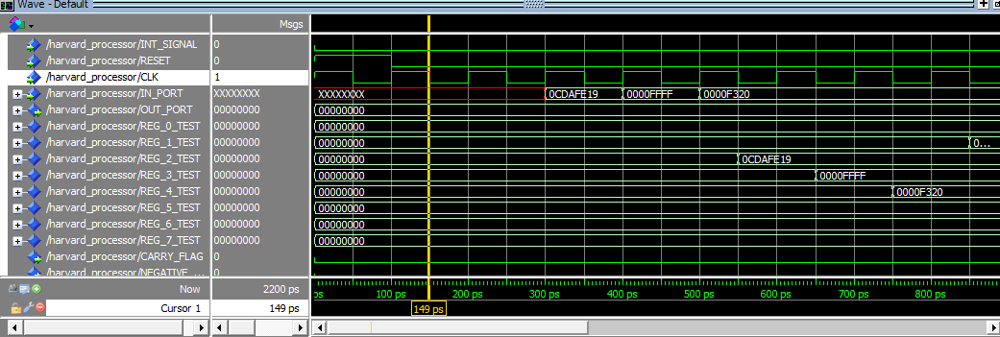 Wave - Default
Msgs
/harvard_processor/INT_SIGNAL 0
/harvard_processor/RESET 0
/harvard_processor/CLK 1
/harvard_processor/IN_PORT XXXXXXXX XXXXXXXX 0CDAFE19 0000FFFF 0000F320
/harvard_processor/OUT_PORT 00000000 00000000
/harvard_processor/REG_0_TEST 00000000 00000000
/harvard_processor/REG_1_TEST 00000000 00000000 0...
/harvard_processor/REG_2_TEST 00000000 00000000 0CDAFE19
/harvard_processor/REG_3_TEST 00000000 00000000 0000FFFF
/harvard_processor/REG_4_TEST 00000000 00000000 0000F320
/harvard_processor/REG_5_TEST 00000000 00000000
/harvard_processor/REG_6_TEST 00000000 00000000
/harvard_processor/REG_7_TEST 00000000 00000000
/harvard_processor/CARRY_FLAG 0
/harvard_processor/NEGATIVE_... 0
Now 2200 ps ps 100 ps 200 ps 300 ps 400 ps 500 ps 600 ps 700 ps 800 ps
Cursor 1 149 ps 149 ps